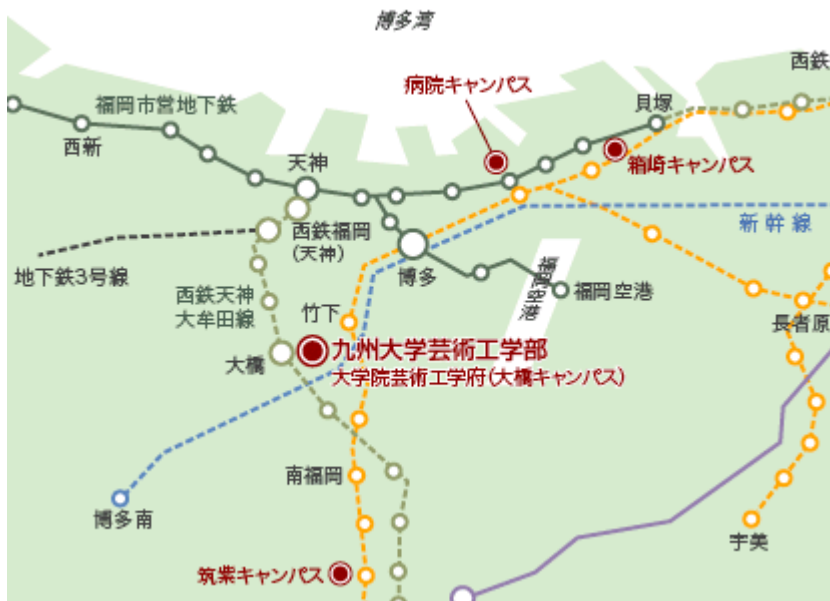 博多湾
西鉄
病院キャンパス
福岡市営地下鉄
貝塚
西新
天神
箱崎キャンパス
西鉄福岡
(天神)
新幹線
地下鉄3号線
博多
福岡空港
福岡空港
西鉄天神
大牟田線
竹下
長者原
大橋
九州大学芸術工学部
大学院芸術工学府(大橋キャンパス)
南福岡
博多南
宇美
筑紫キャンパス